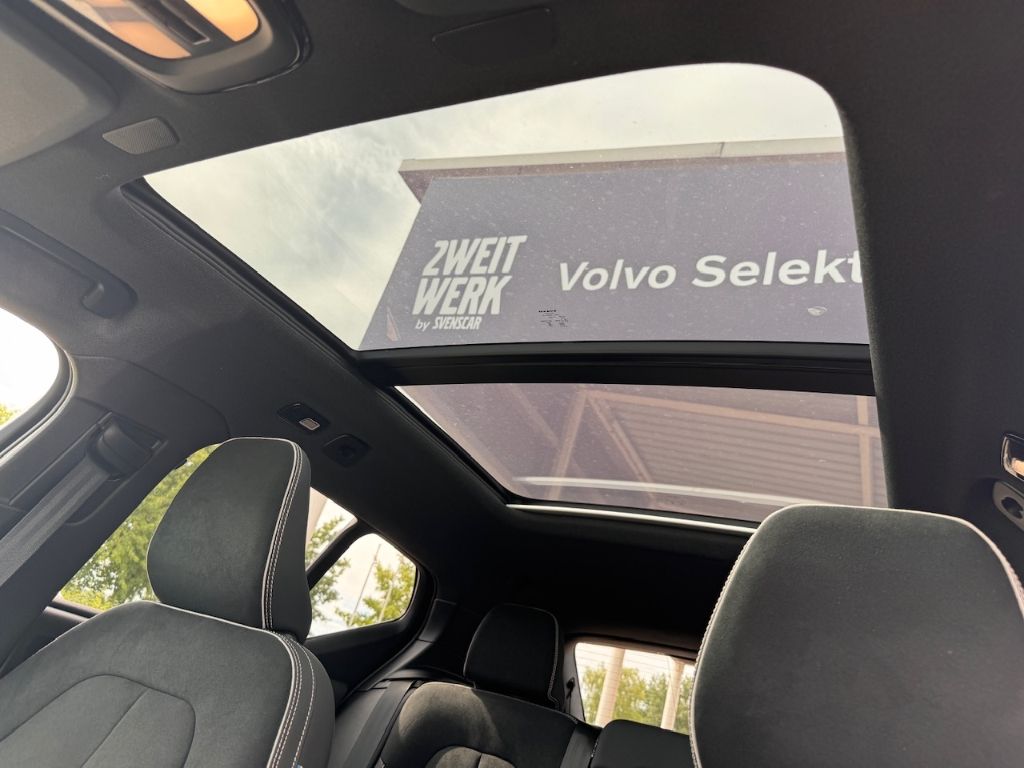 ZWEIT
WERK
by SVENSCAR
Volvo Selekt